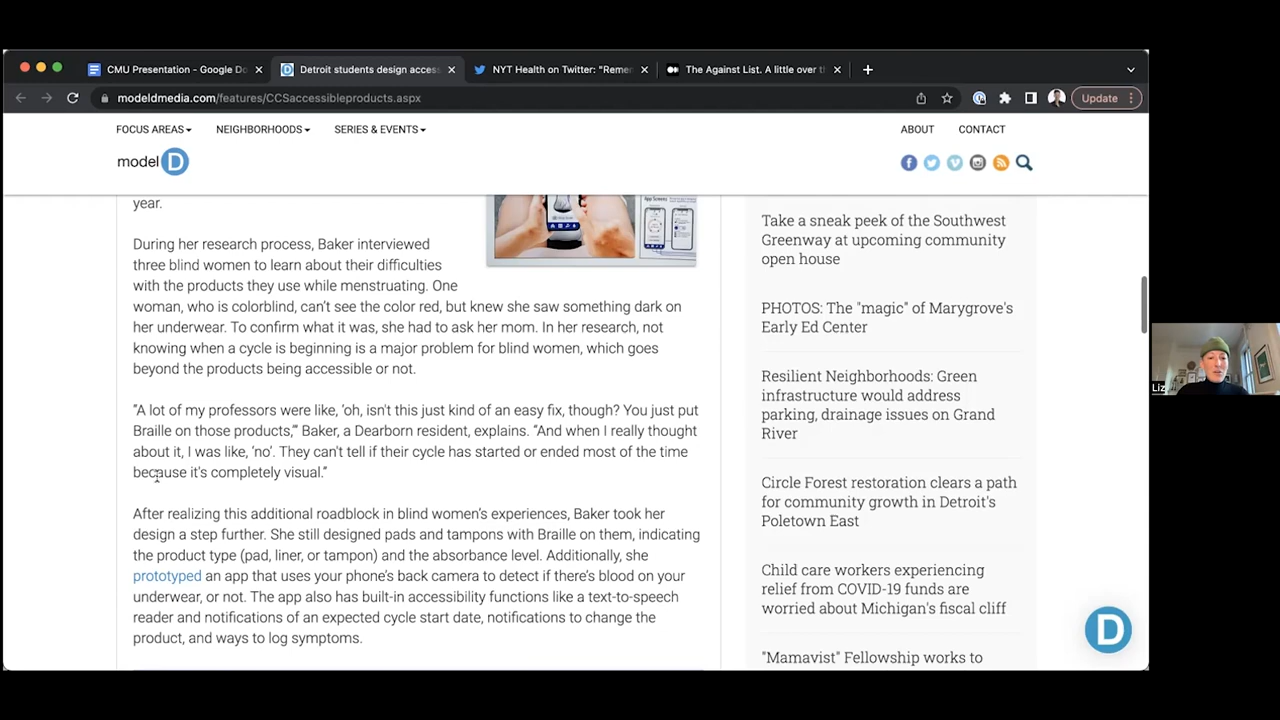 CMU Presentation - Google Do
Detroit students design acces
NYT Health on Twitter: "Remer
The Against List. A little over t
modeldmedia.com/features/CCSaccessibleproducts.aspx
Update
FOCUS AREAS
NEIGHBORHOODS
SERIES & EVENTS
ABOUT
CONTACT
model D
year.
During her research process, Baker interviewed
three blind women to learn about their difficulties
with the products they use while menstruating. One
woman, who is colorblind, can't see the color red, but knew she saw something dark on
her underwear. To confirm what it was, she had to ask her mom. In her research, not
knowing when a cycle is beginning is a major problem for blind women, which goes
beyond the products being accessible or not.
“A lot of my professors were like, ‘oh, isn't this just kind of an easy fix, though? You just put
Braille on those products,’” Baker, a Dearborn resident, explains. “And when I really thought
about it, I was like, ‘no’. They can't tell if their cycle has started or ended most of the time
because it's completely visual.”
After realizing this additional roadblock in blind women's experiences, Baker took her
design a step further. She still designed pads and tampons with Braille on them, indicating
the product type (pad, liner, or tampon) and the absorbance level. Additionally, she
prototyped an app that uses your phone's back camera to detect if there's blood on your
underwear, or not. The app also has built-in accessibility functions like a text-to-speech
reader and notifications of an expected cycle start date, notifications to change the
product, and ways to log symptoms.
Take a sneak peek of the Southwest
Greenway at upcoming community
open house
PHOTOS: The "magic" of Marygrove's
Early Ed Center
Resilient Neighborhoods: Green
infrastructure would address
parking, drainage issues on Grand
River
Circle Forest restoration clears a path
for community growth in Detroit's
Poletown East
Child care workers experiencing
relief from COVID-19 funds are
worried about Michigan's fiscal cliff
"Mamavist" Fellowship works to
D
Liz